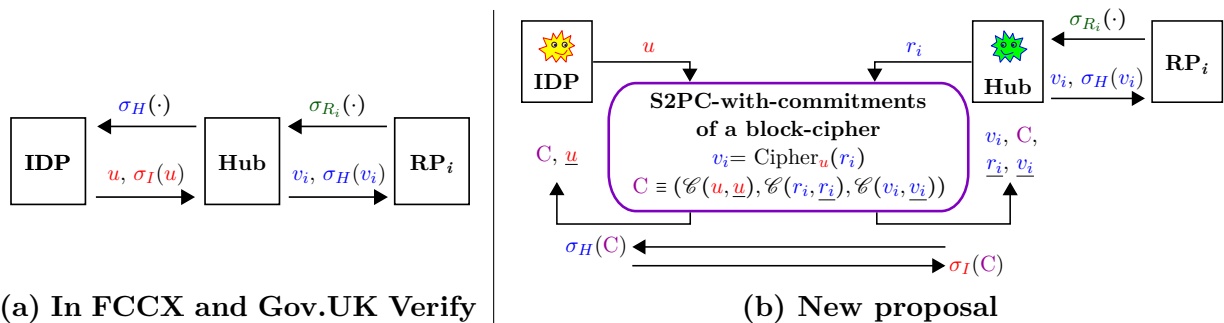 σ_H(·)
σ_{R_i}(·)
IDP
Hub
RP_i
u, σ_I(u)
v_i, σ_H(v_i)
(a) In FCCX and Gov.UK Verify
IDP
u
r_i
Hub
σ_{R_i}(·)
RP_i
v_i, σ_H(v_i)
S2PC-with-commitments
of a block-cipher
v_i= Cipher_u(r_i)
C ≡ (𝒞(u, u̲), 𝒞(r_i, r̲_i̲), 𝒞(v_i, v̲_i̲))
C, u̲
v_i, C,
r̲_i̲, v̲_i̲
σ_H(C)
σ_I(C)
(b) New proposal